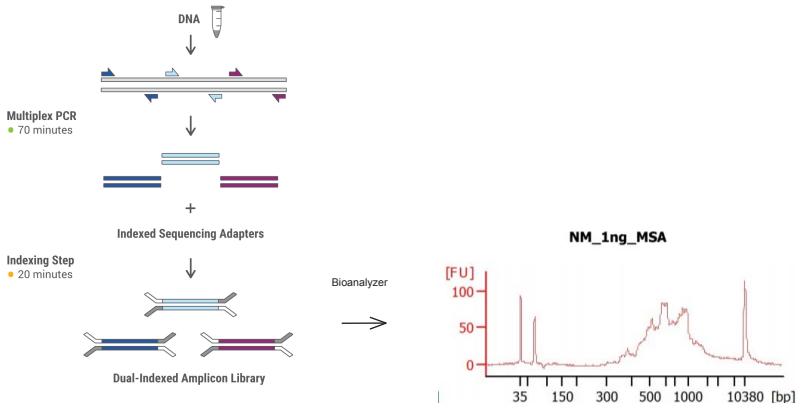 DNA
Multiplex PCR
70 minutes
+
Indexed Sequencing Adapters
Indexing Step
20 minutes
Dual-Indexed Amplicon Library
Bioanalyzer
NM_1ng_MSA
[FU]
100
50
0
35 150 300 500 1000 10380 [bp]